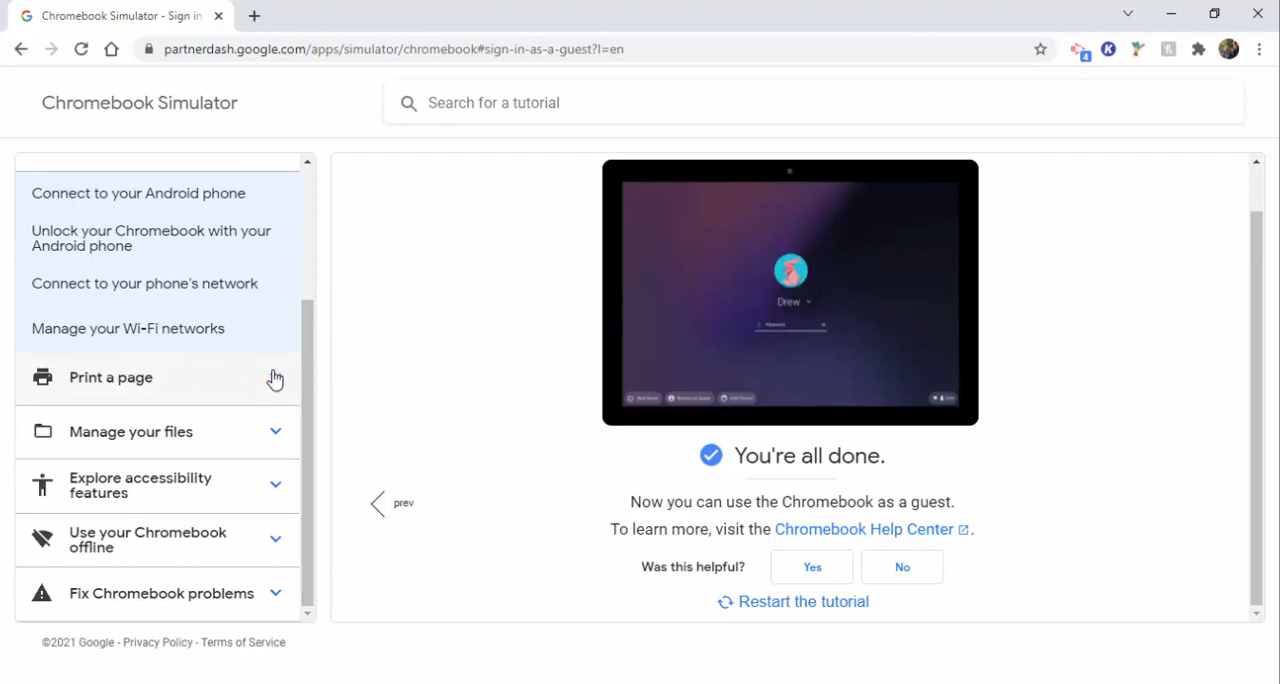 Chromebook Simulator - Sign in
partnerdash.google.com/apps/simulator/chromebook#sign-in-as-a-guest?l=en
4
K
Chromebook Simulator
Search for a tutorial
Connect to your Android phone
Unlock your Chromebook with your
Android phone
Connect to your phone's network
Manage your Wi-Fi networks
Print a page
Manage your files
Explore accessibility
features
Use your Chromebook
offline
Fix Chromebook problems
Drew
Password
You're all done.
Now you can use the Chromebook as a guest.
To learn more, visit the Chromebook Help Center.
prev
Was this helpful?
Yes
No
Restart the tutorial
©2021 Google - Privacy Policy - Terms of Service